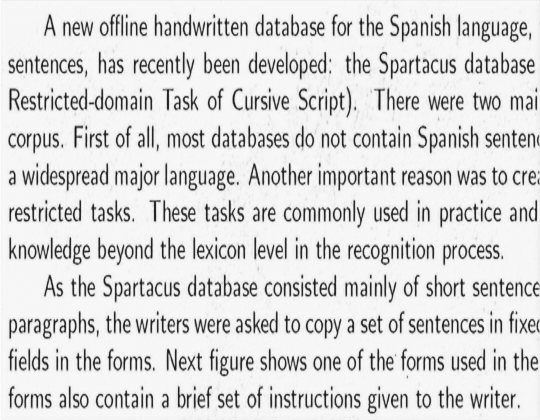 A new offline handwritten database for the Spanish language,
sentences, has recently been developed: the Spartacus database
Restricted-domain Task of Cursive Script). There were two mai
corpus. First of all, most databases do not contain Spanish senten
a widespread major language. Another important reason was to crea
restricted tasks. These tasks are commonly used in practice and
knowledge beyond the lexicon level in the recognition process.
As the Spartacus database consisted mainly of short sentence
paragraphs, the writers were asked to copy a set of sentences in fixe
fields in the forms. Next figure shows one of the forms used in the
forms also contain a brief set of instructions given to the writer.